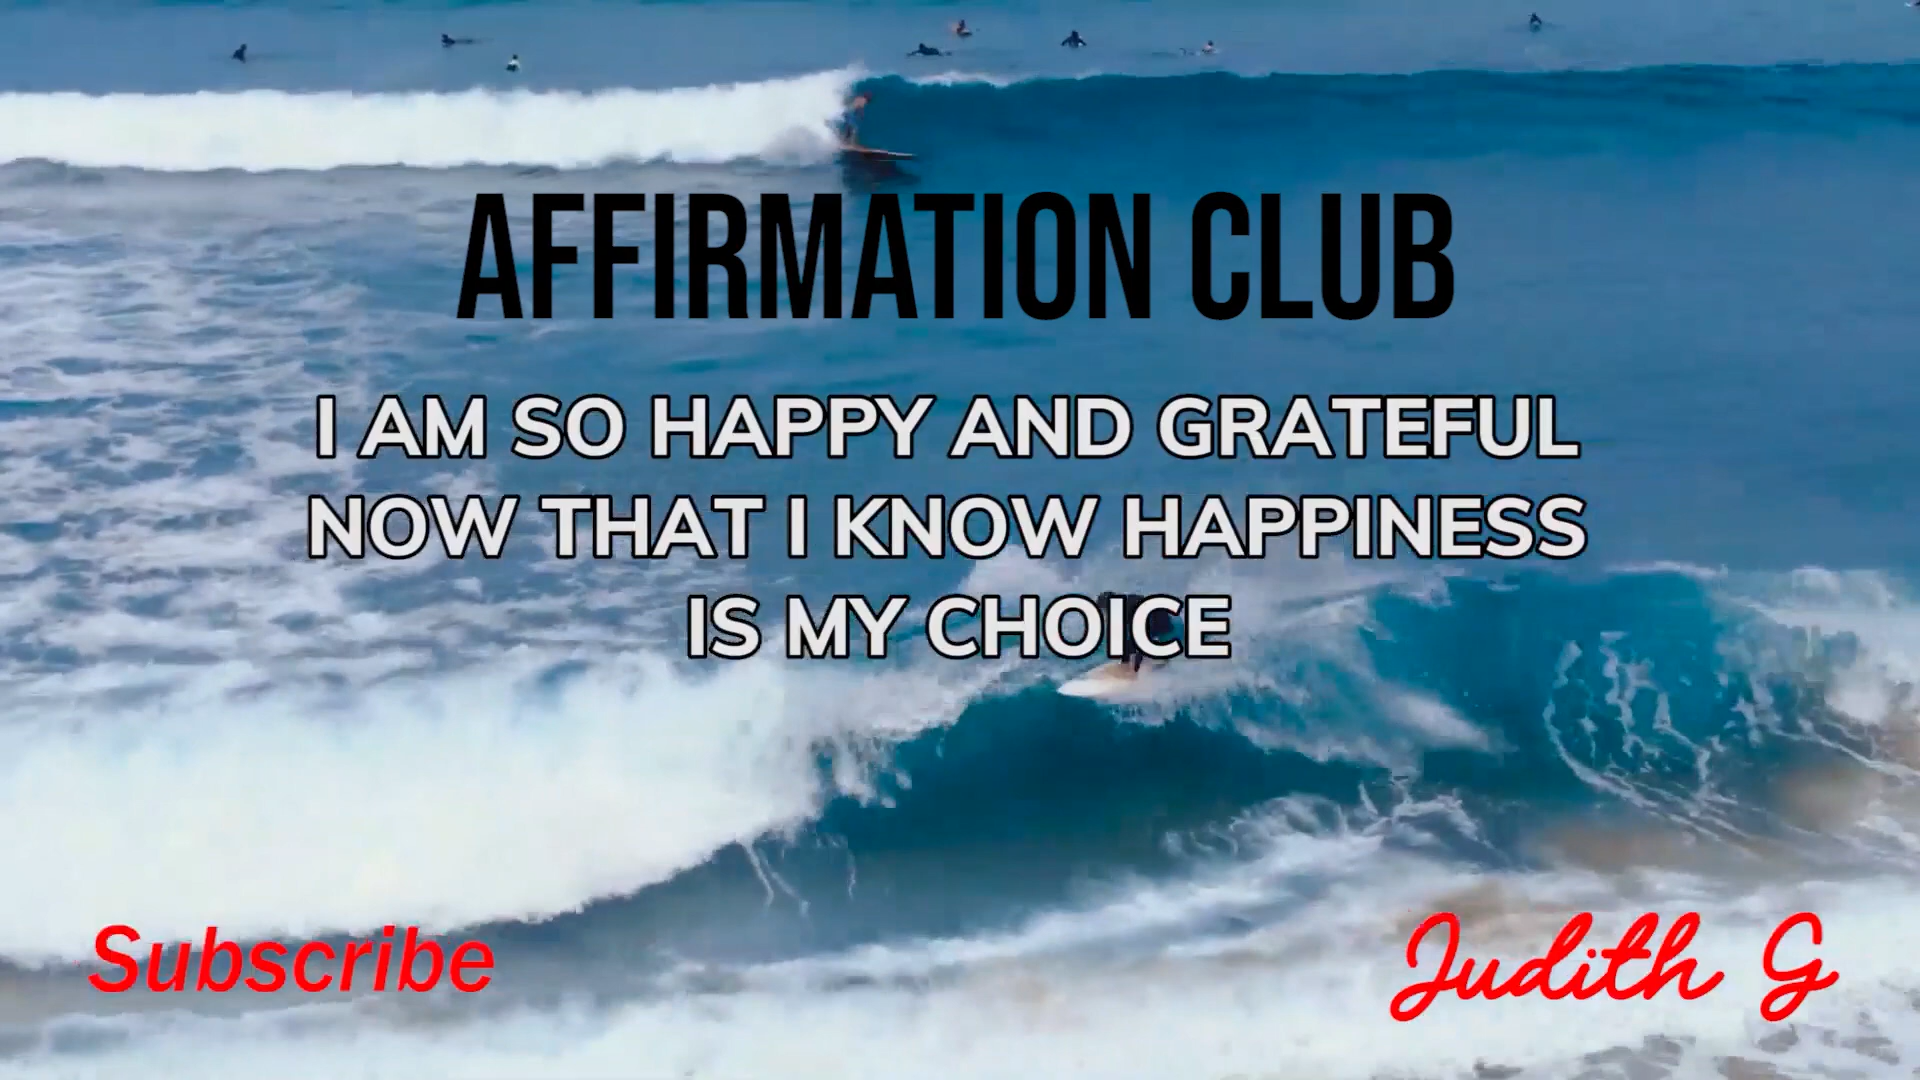 AFFIRMATION CLUB
I AM SO HAPPY AND GRATEFUL
NOW THAT I KNOW HAPPINESS
IS MY CHOICE
Subscribe
Judith G